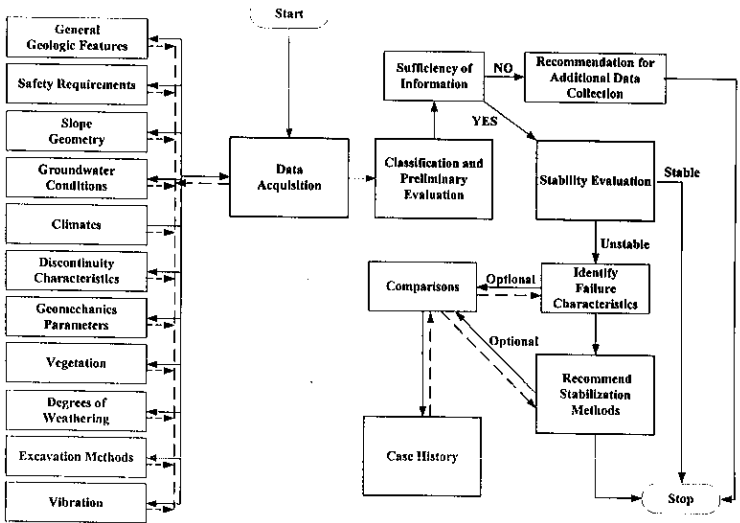 Start
General
Geologic Features
Safety Requirements
Slope
Geometry
Groundwater
Conditions
Climates
Discontinuity
Characteristics
Geomechanics
Parameters
Vegetation
Degrees of
Weathering
Excavation Methods
Vibration
Data
Acquisition
Classification and
Preliminary
Evaluation
Sufficiency of
Information
NO
Recommendation for
Additional Data
Collection
YES
Stability Evaluation
Stable
Unstable
Identify
Failure
Characteristics
Optional
Comparisons
Optional
Recommend
Stabilization
Methods
Case History
Stop